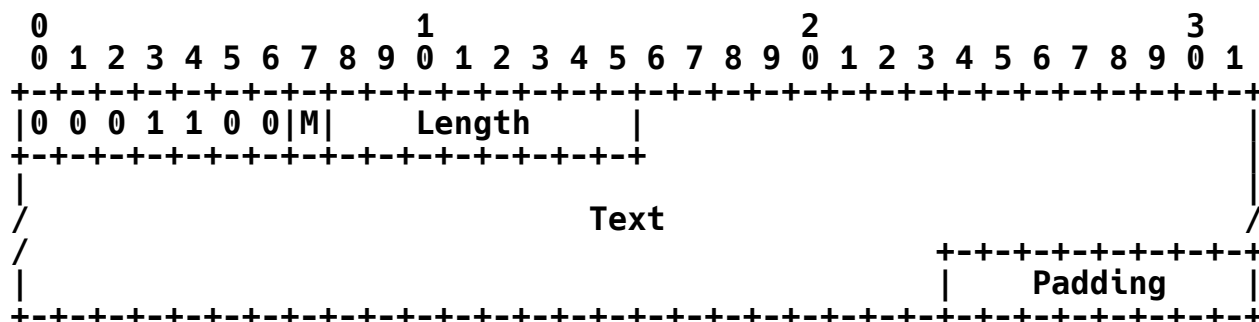 0                   1                   2                   3
 0 1 2 3 4 5 6 7 8 9 0 1 2 3 4 5 6 7 8 9 0 1 2 3 4 5 6 7 8 9 0 1
+-+-+-+-+-+-+-+-+-+-+-+-+-+-+-+-+-+-+-+-+-+-+-+-+-+-+-+-+-+-+-+-+
|0 0 0 1 1 0 0|M|    Length     |                               |
+-+-+-+-+-+-+-+-+-+-+-+-+-+-+-+-+                               |
|                                                               |
/                             Text                              /
/                                               +-+-+-+-+-+-+-+-+
|                                               |    Padding    |
+-+-+-+-+-+-+-+-+-+-+-+-+-+-+-+-+-+-+-+-+-+-+-+-+-+-+-+-+-+-+-+-+